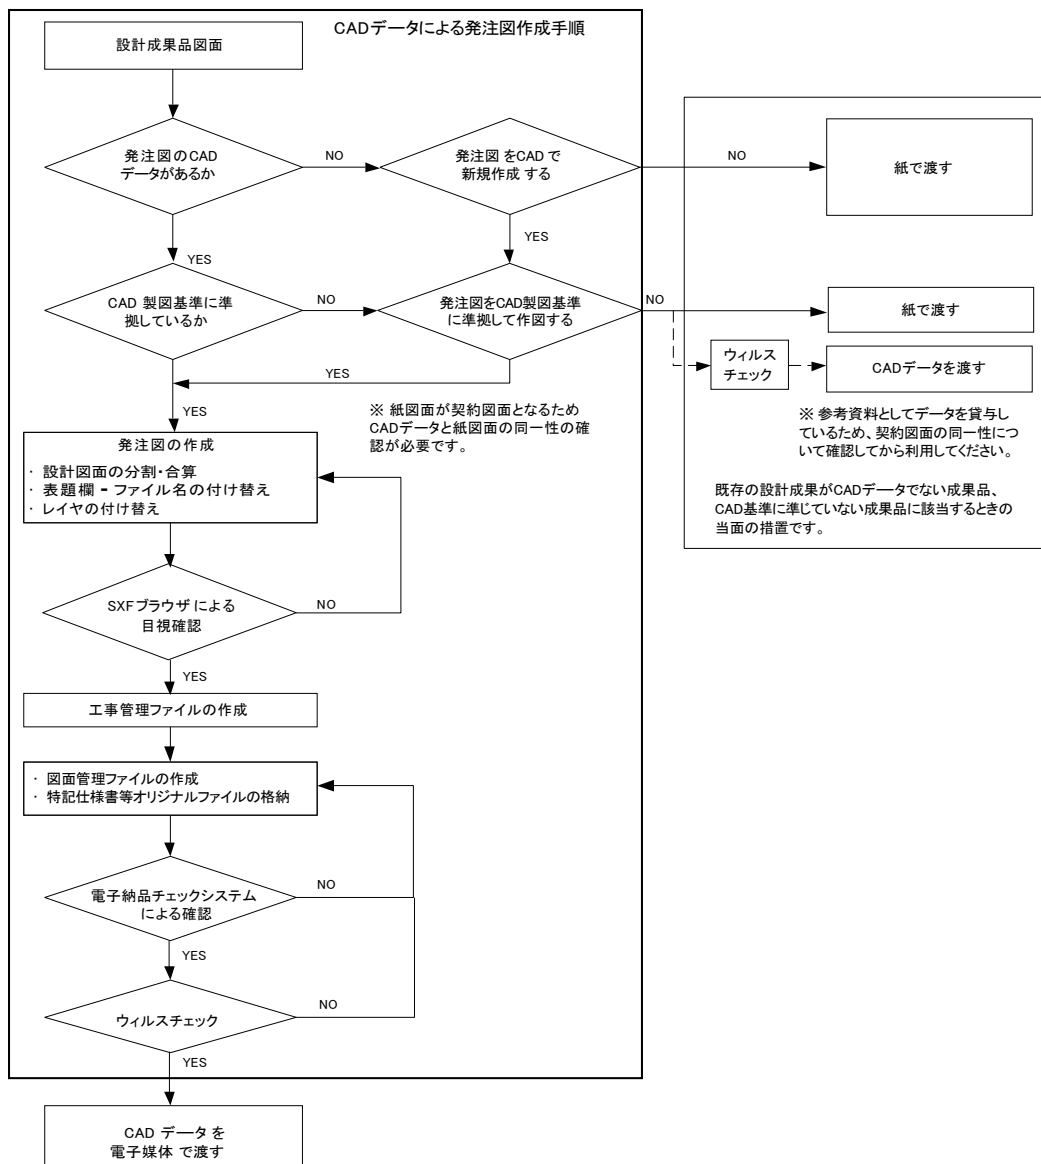 CADデータによる発注図作成手順
設計成果品図面
発注図のCAD
データがあるか
NO
発注図 をCAD で
新規作成 する
NO
紙で渡す
YES
YES
CAD 製図基準に準
拠しているか
NO
発注図をCAD製図基準
に準拠して作図する
NO
紙で渡す
ウィルス
チェック
CADデータを渡す
YES
YES
※ 紙図面が契約図面となるため
CADデータと紙図面の同一性の確
認が必要です。
※ 参考資料としてデータを貸与し
ているため、契約図面の同一性につ
いて確認してから利用してください。
既存の設計成果がCADデータでない成果品、
CAD基準に準じていない成果品に該当するときの
当面の措置です。
発注図の作成
・ 設計図面の分割・合算
・ 表題欄 − ファイル名の付け替え
・ レイヤの付け替え
SXFブラウザ による
目視確認
NO
YES
工事管理ファイルの作成
・ 図面管理ファイルの作成
・ 特記仕様書等オリジナルファイルの格納
電子納品チェックシステム
による確認
NO
YES
ウィルスチェック
NO
YES
CAD データ を
電子媒体 で渡す